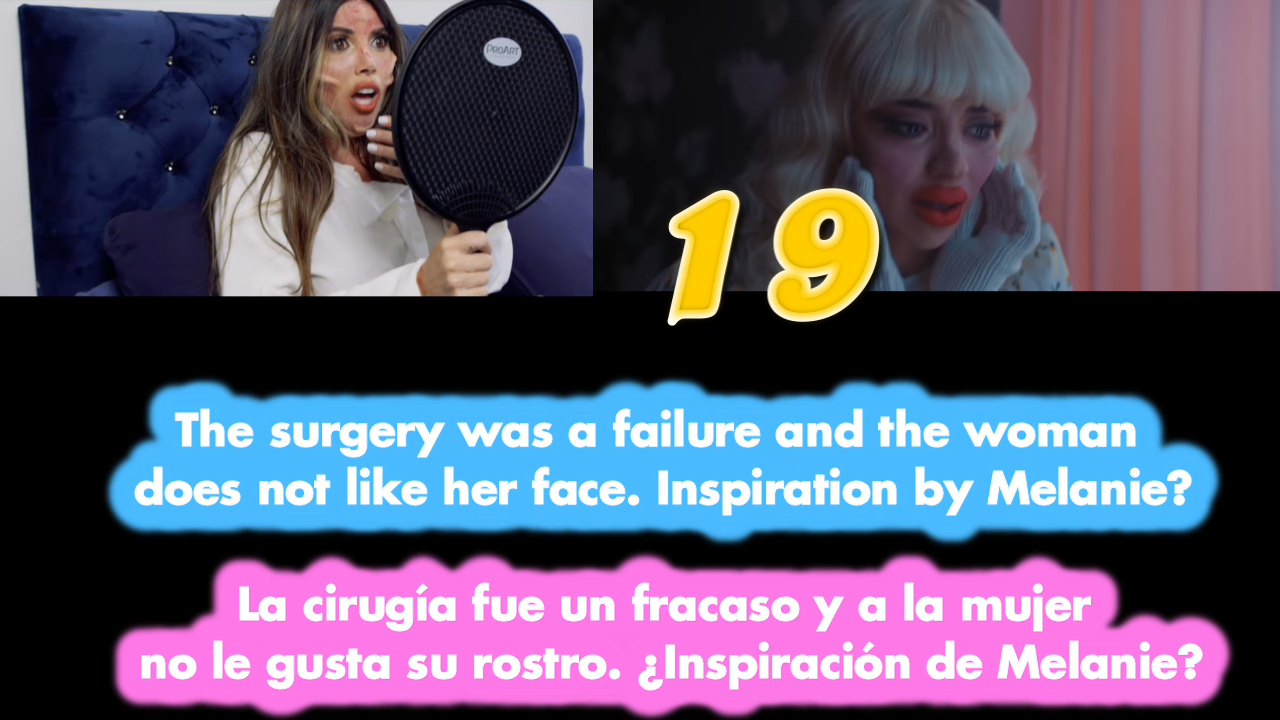 ProArt
19
The surgery was a failure and the woman
does not like her face. Inspiration by Melanie?
La cirugía fue un fracaso y a la mujer
no le gusta su rostro. ¿Inspiración de Melanie?